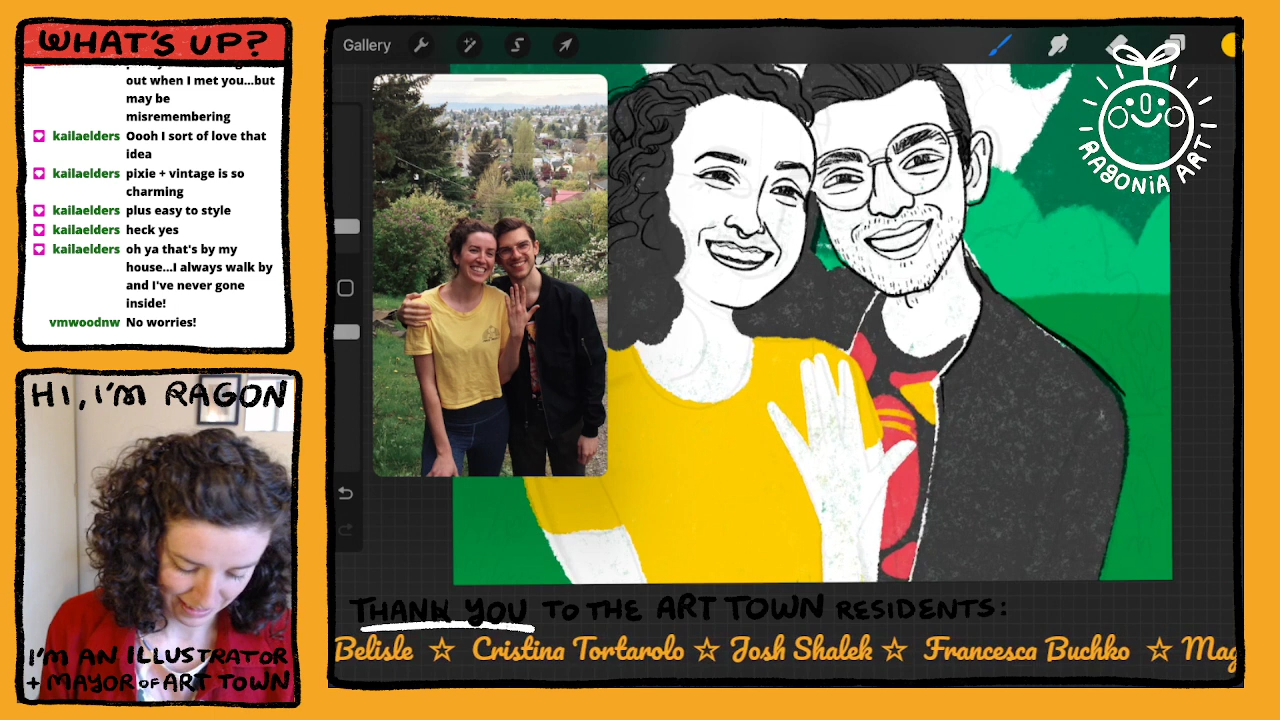 WHAT'S UP?
out when I met you...but
may be
misremembering
kailaelders Oooh I sort of love that
idea
kailaelders pixie + vintage is so
charming
kailaelders plus easy to style
kailaelders heck yes
kailaelders oh ya that's by my
house...I always walk by
and I've never gone
inside!
vmwoodnw No worries!
HI, I'M RAGON
I'M AN ILLUSTRATOR
+ MAYOR OF ART TOWN
Gallery
RAGONIA ART
THANK YOU TO THE ART TOWN RESIDENTS:
Belisle ☆ Cristina Tortarolo ☆ Josh Shalek ☆ Francesca Buchko ☆